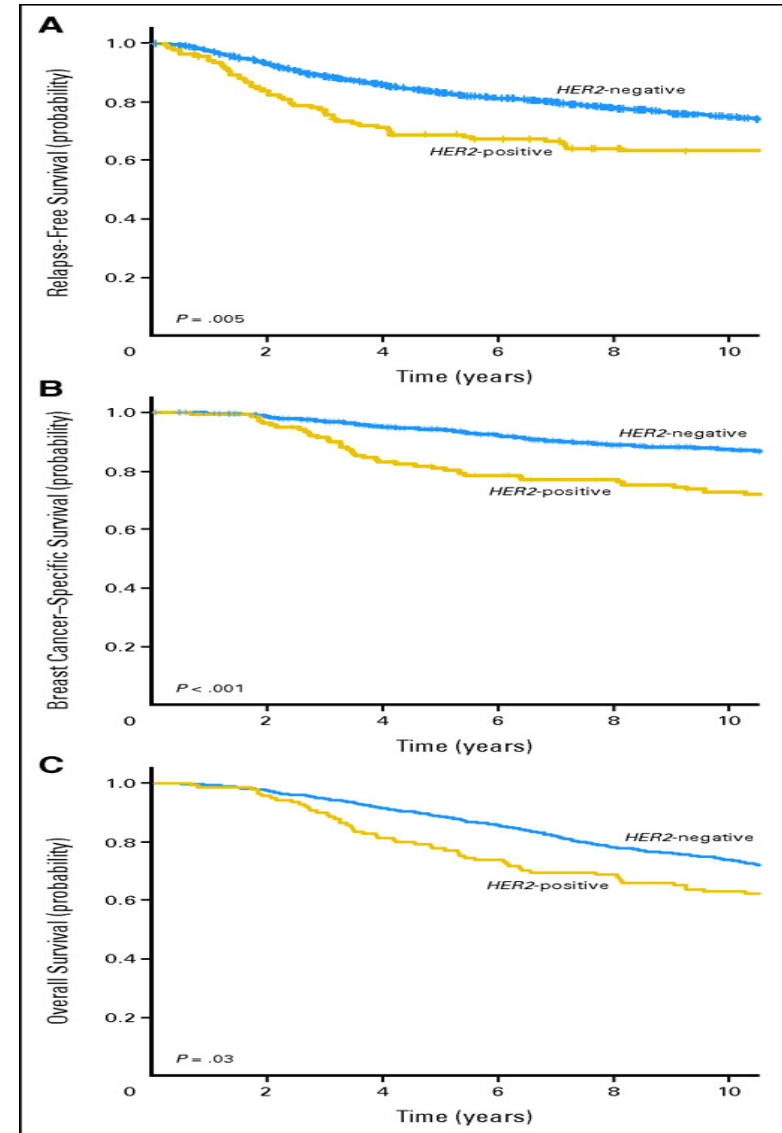 A
Relapse-Free Survival (probability)
1.0
0.8
0.6
0.4
0.2
HER2-negative
HER2-positive
P = .005
0
2
4
6
8
10
Time (years)
B
Breast Cancer–Specific Survival (probability)
1.0
0.8
0.6
0.4
0.2
HER2-negative
HER2-positive
P < .001
0
2
4
6
8
10
Time (years)
C
Overall Survival (probability)
1.0
0.8
0.6
0.4
0.2
HER2-negative
HER2-positive
P = .03
0
2
4
6
8
10
Time (years)